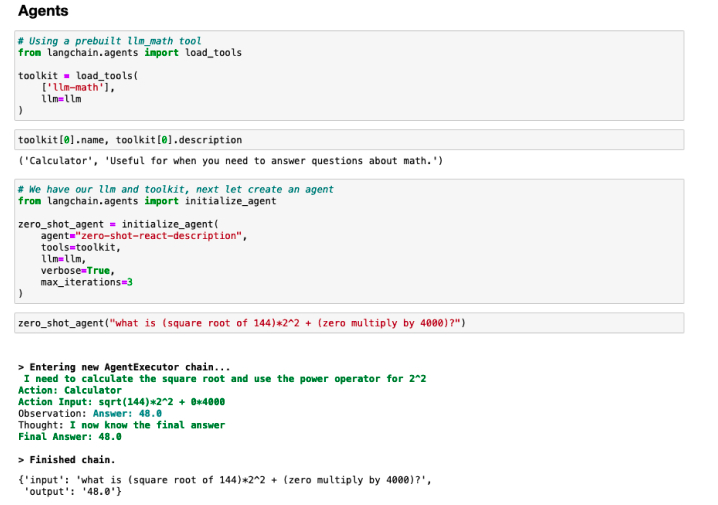 Agents
# Using a prebuilt llm_math tool
from langchain.agents import load_tools
toolkit = load_tools(
    ['llm-math'],
    llm=llm
)
toolkit[0].name, toolkit[0].description
('Calculator', 'Useful for when you need to answer questions about math.')
# We have our llm and toolkit, next let create an agent
from langchain.agents import initialize_agent
zero_shot_agent = initialize_agent(
    agent="zero-shot-react-description",
    tools=toolkit,
    llm=llm,
    verbose=True,
    max_iterations=3
)
zero_shot_agent("what is (square root of 144)*2^2 + (zero multiply by 4000)?")
> Entering new AgentExecutor chain...
 I need to calculate the square root and use the power operator for 2^2
Action: Calculator
Action Input: sqrt(144)*2^2 + 0*4000
Observation: Answer: 48.0
Thought: I now know the final answer
Final Answer: 48.0
> Finished chain.
{'input': 'what is (square root of 144)*2^2 + (zero multiply by 4000)?',
 'output': '48.0'}